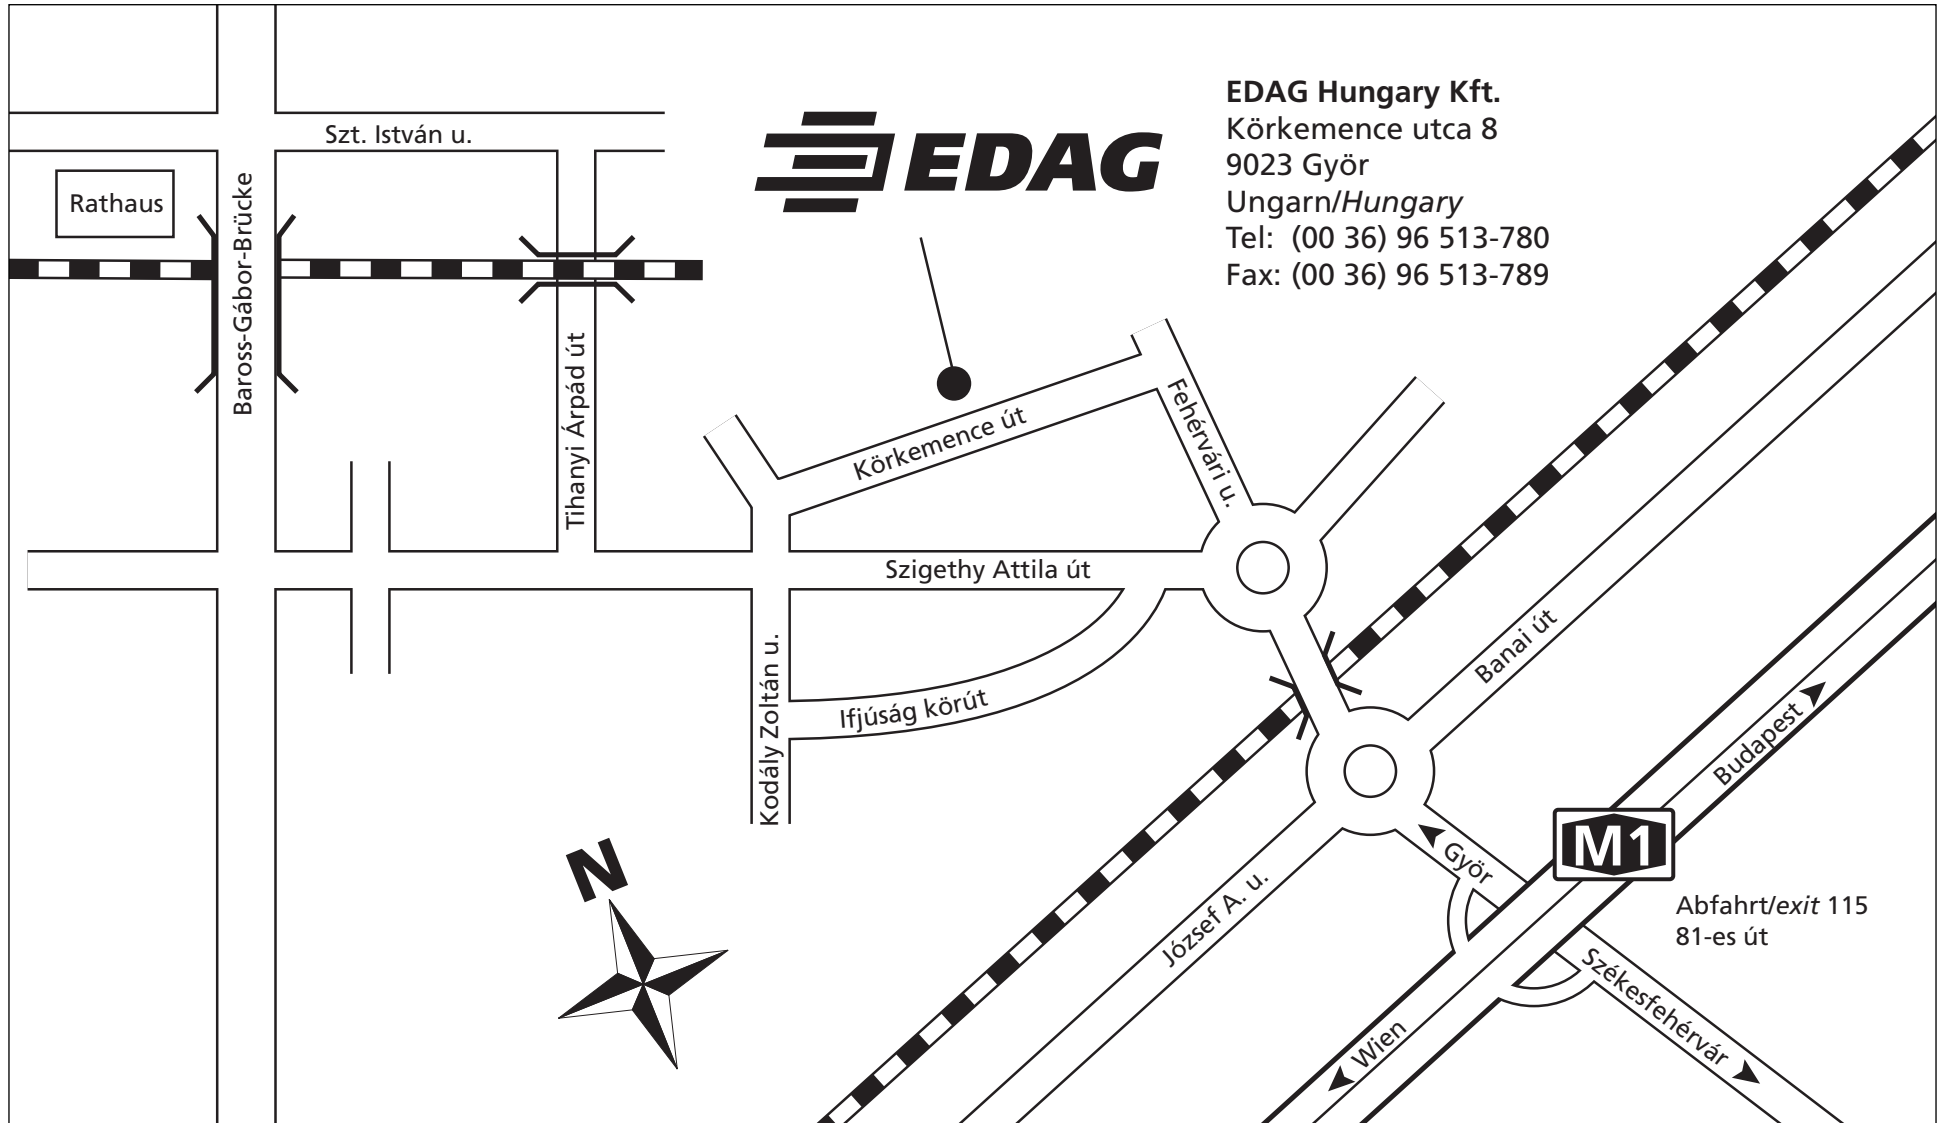 EDAG
EDAG Hungary Kft.
Körkemence utca 8
9023 Györ
Ungarn/Hungary
Tel: (00 36) 96 513-780
Fax: (00 36) 96 513-789
Szt. István u.
Rathaus
Baross-Gábor-Brücke
Tihanyi Árpád út
Körkemence út
Fehérvári u.
Szigethy Attila út
Kodály Zoltán u.
Ifjúság körút
Banai út
Budapest
M1
Györ
Abfahrt/exit 115
81-es út
József A. u.
Székesfehérvár
Wien
N